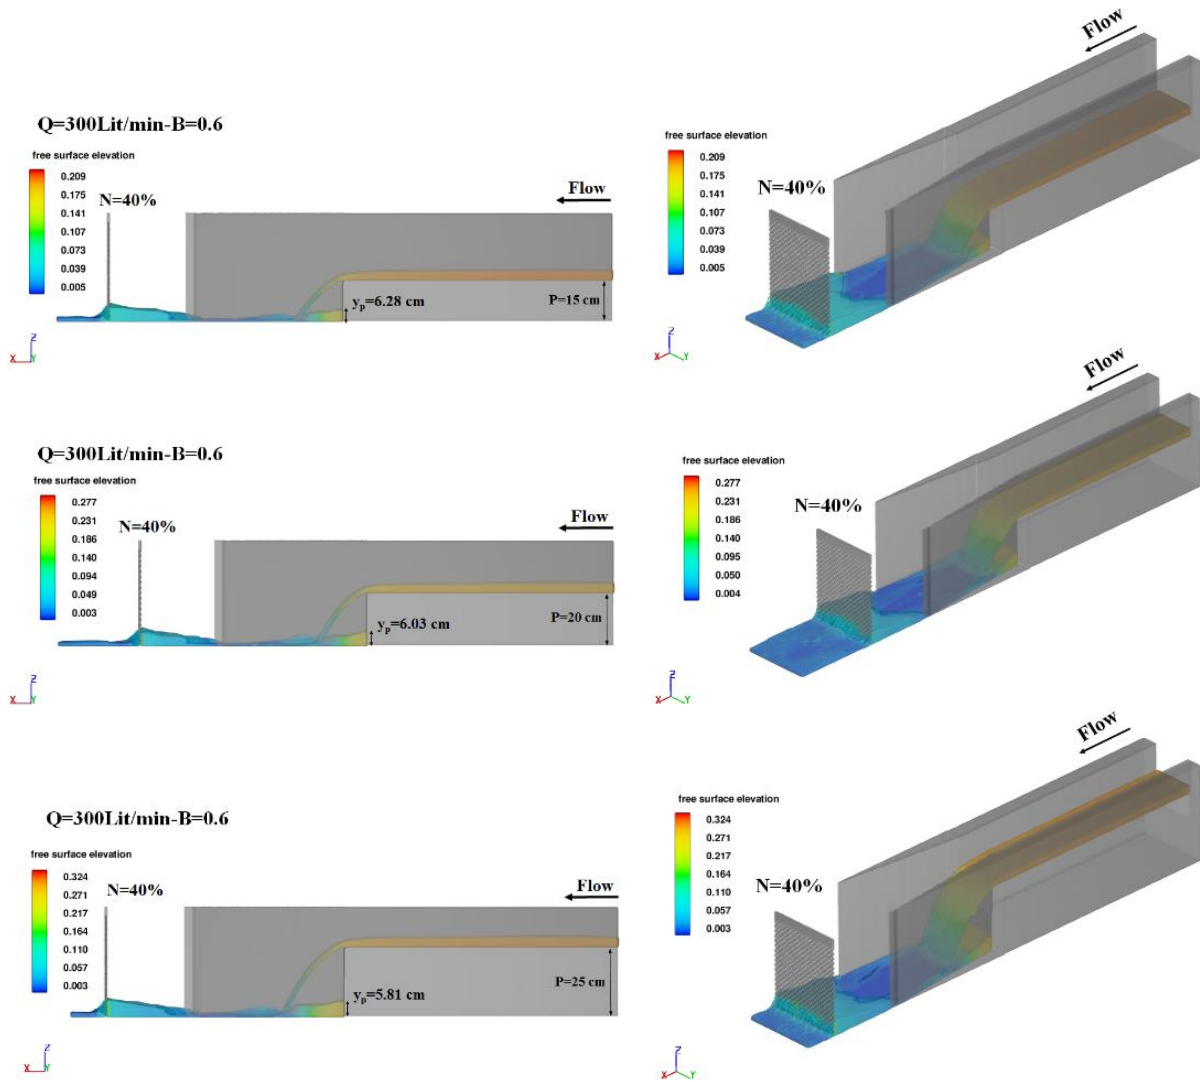 Q=300Lit/min-B=0.6
free surface elevation
0.209
0.175
0.141
0.107
0.073
0.039
0.005
N=40%
Flow
yp=6.28 cm
P=15 cm
Z
X Y
Flow
free surface elevation
0.209
0.175
0.141
0.107
0.073
0.039
0.005
N=40%
Z
X Y
Q=300Lit/min-B=0.6
free surface elevation
0.277
0.231
0.186
0.140
0.094
0.049
0.003
N=40%
Flow
yp=6.03 cm
P=20 cm
Z
X Y
Flow
free surface elevation
0.277
0.231
0.186
0.140
0.095
0.050
0.004
N=40%
Z
X Y
Q=300Lit/min-B=0.6
free surface elevation
0.324
0.271
0.217
0.164
0.110
0.057
0.003
N=40%
Flow
yp=5.81 cm
P=25 cm
Z
X Y
Flow
free surface elevation
0.324
0.271
0.217
0.164
0.110
0.057
0.003
N=40%
Z
X Y